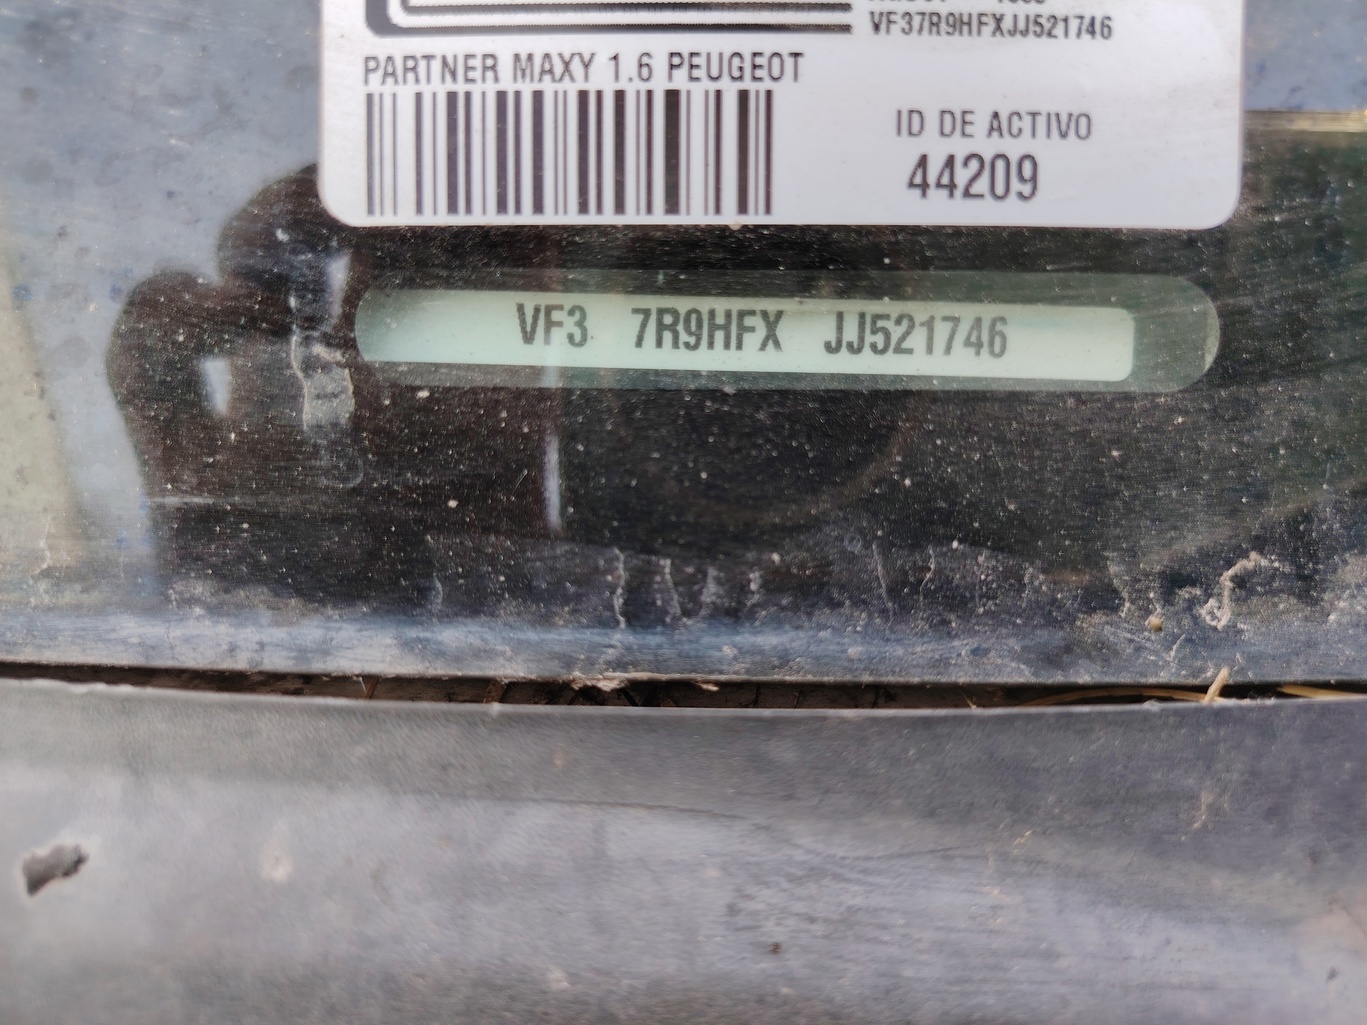 VF37R9HFXJJ521746
PARTNER MAXY 1.6 PEUGEOT
ID DE ACTIVO
44209
VF3 7R9HFX JJ521746